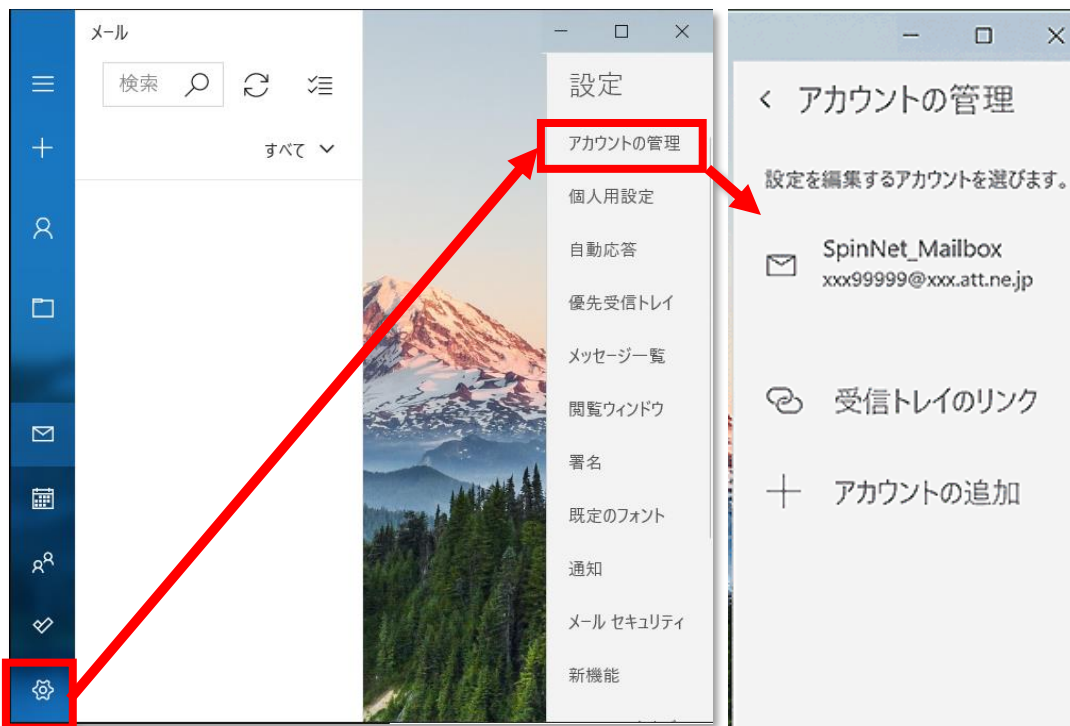 メール
検索
すべて
設定
アカウントの管理
個人用設定
自動応答
優先受信トレイ
メッセージ一覧
閲覧ウィンドウ
署名
既定のフォント
通知
メール セキュリティ
新機能
アカウントの管理
設定を編集するアカウントを選びます。
SpinNet_Mailbox
xxx99999@xxx.att.ne.jp
受信トレイのリンク
アカウントの追加